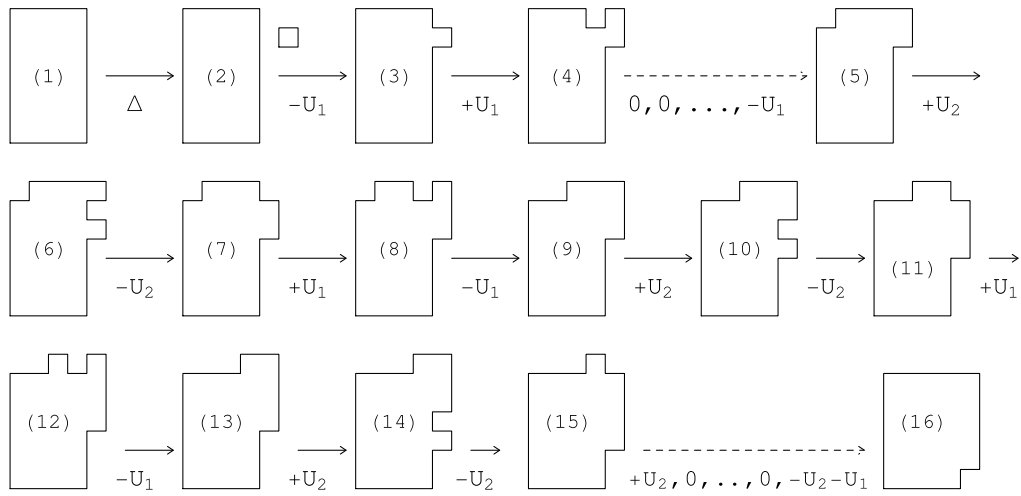 (1) (2) (3) (4) (5)
Δ −U₁ +U₁ 0,0,...,−U₁ +U₂
(6) (7) (8) (9) (10) (11)
−U₂ +U₁ −U₁ +U₂ −U₂ +U₁
(12) (13) (14) (15) (16)
−U₁ +U₂ −U₂ +U₂,0,..,0,−U₂−U₁